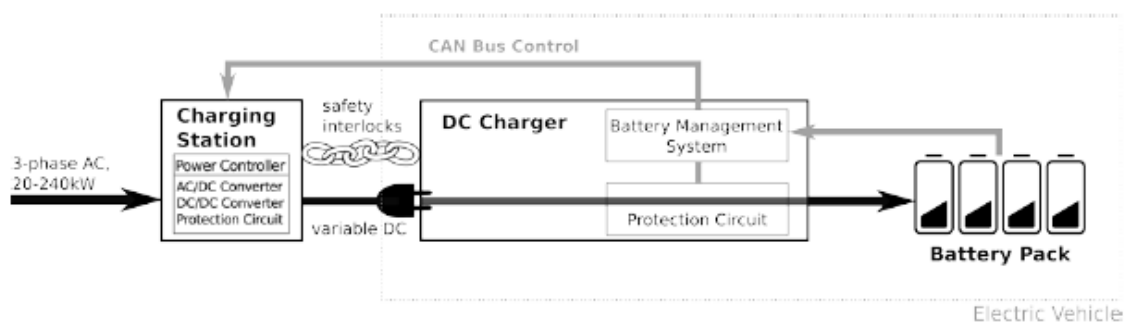 CAN Bus Control
Charging
Station
safety
interlocks
DC Charger
Battery Management
System
3-phase AC,
20-240kW
Power Controller
AC/DC Converter
DC/DC Converter
Protection Circuit
variable DC
Protection Circuit
Battery Pack
Electric Vehicle